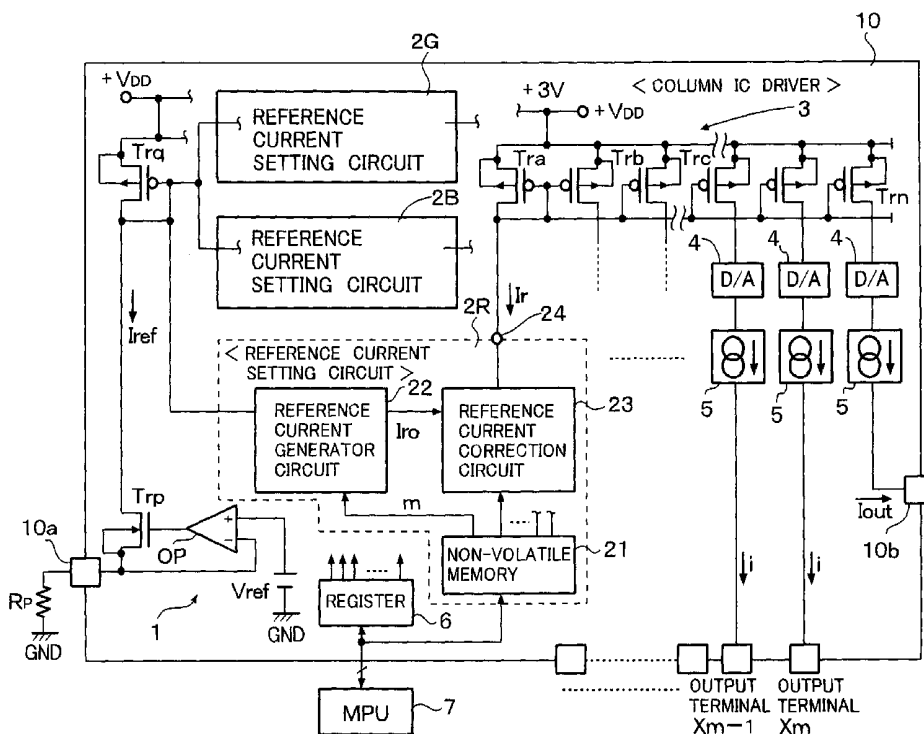 2G
10
+VDD
REFERENCE
CURRENT
SETTING CIRCUIT
+3V
+VDD
< COLUMN IC DRIVER >
3
Trq
Tra
Trb
Trc
Trn
2B
REFERENCE
CURRENT
SETTING CIRCUIT
4
4
4
D/A
D/A
D/A
Iref
Ir
2R
24
< REFERENCE CURRENT
SETTING CIRCUIT >
22
23
5
5
5
REFERENCE
CURRENT
GENERATOR
CIRCUIT
Iro
REFERENCE
CURRENT
CORRECTION
CIRCUIT
Trp
m
Iout
10a
OP
+
−
10b
NON-VOLATILE
MEMORY
21
i
i
RP
Vref
REGISTER
6
GND
1
GND
MPU
7
OUTPUT
TERMINAL
Xm−1
OUTPUT
TERMINAL
Xm